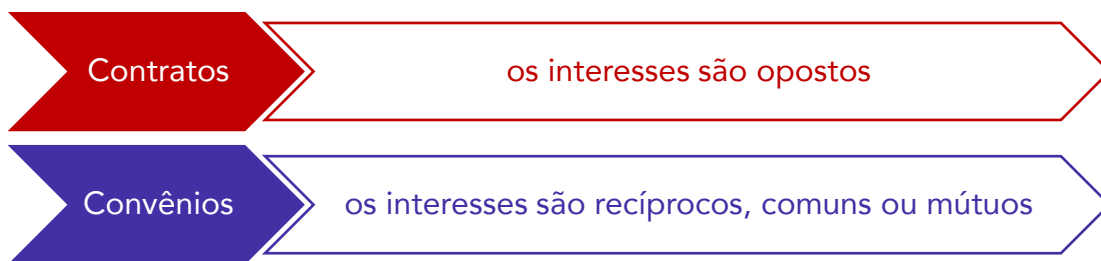 Contratos
os interesses são opostos
Convênios
os interesses são recíprocos, comuns ou mútuos